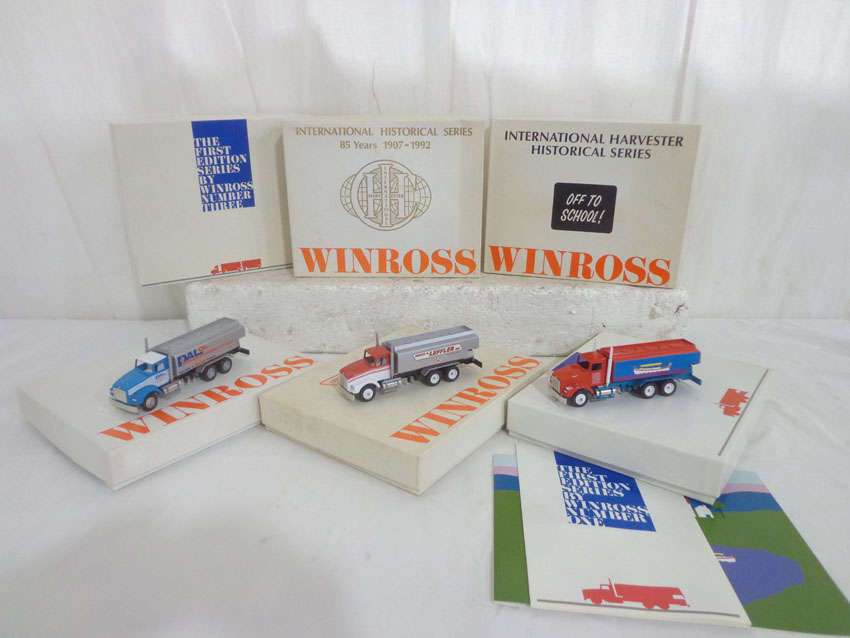 THE
FIRST
EDITION
SERIES
BY
WINROSS
NUMBER
THREE
INTERNATIONAL HISTORICAL SERIES
85 Years 1907-1992
INTERNATIONAL
WINROSS
INTERNATIONAL HARVESTER
HISTORICAL SERIES
OFF TO
SCHOOL!
WINROSS
DAL
LEFFLER
WINROSS
WINROSS
THE
FIRST
EDITION
SERIES
BY
WINROSS
NUMBER
ONE